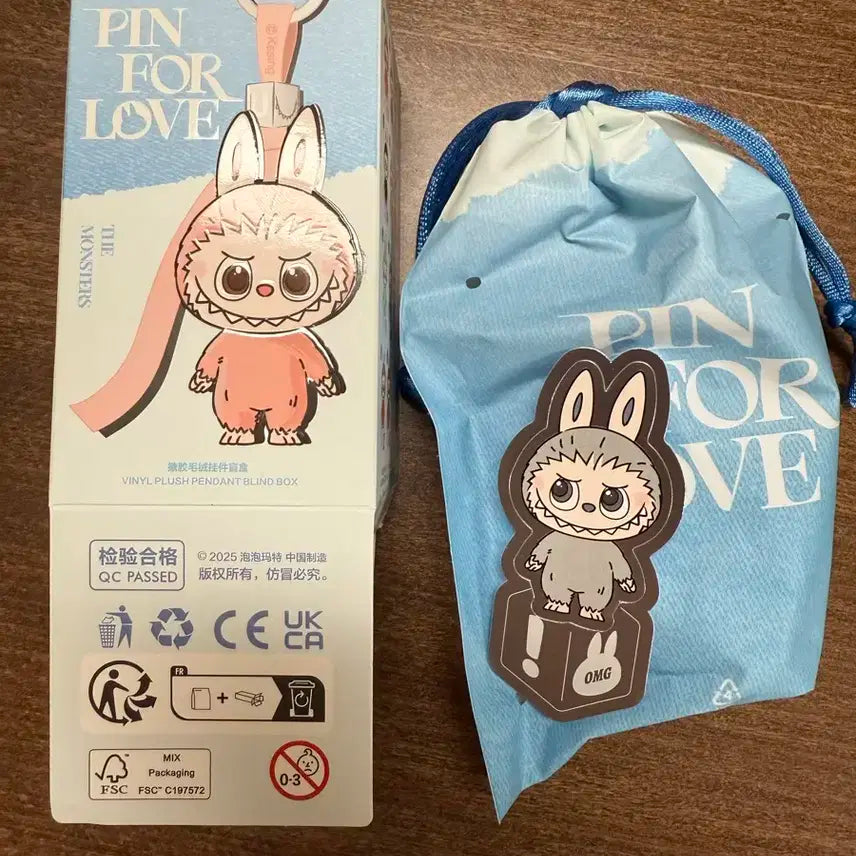 PIN
FOR
LOVE
THE
MONSTERS
搪胶毛绒挂件盲盒
VINYL PLUSH PENDANT BLIND BOX
检验合格
QC PASSED
© 2025 泡泡玛特 中国制造
版权所有，仿冒必究。
CE
UK
CA
FR
+
FSC
MIX
Packaging
FSC™ C197572
0-3
PIN
FOR
LOVE
!
OMG
4